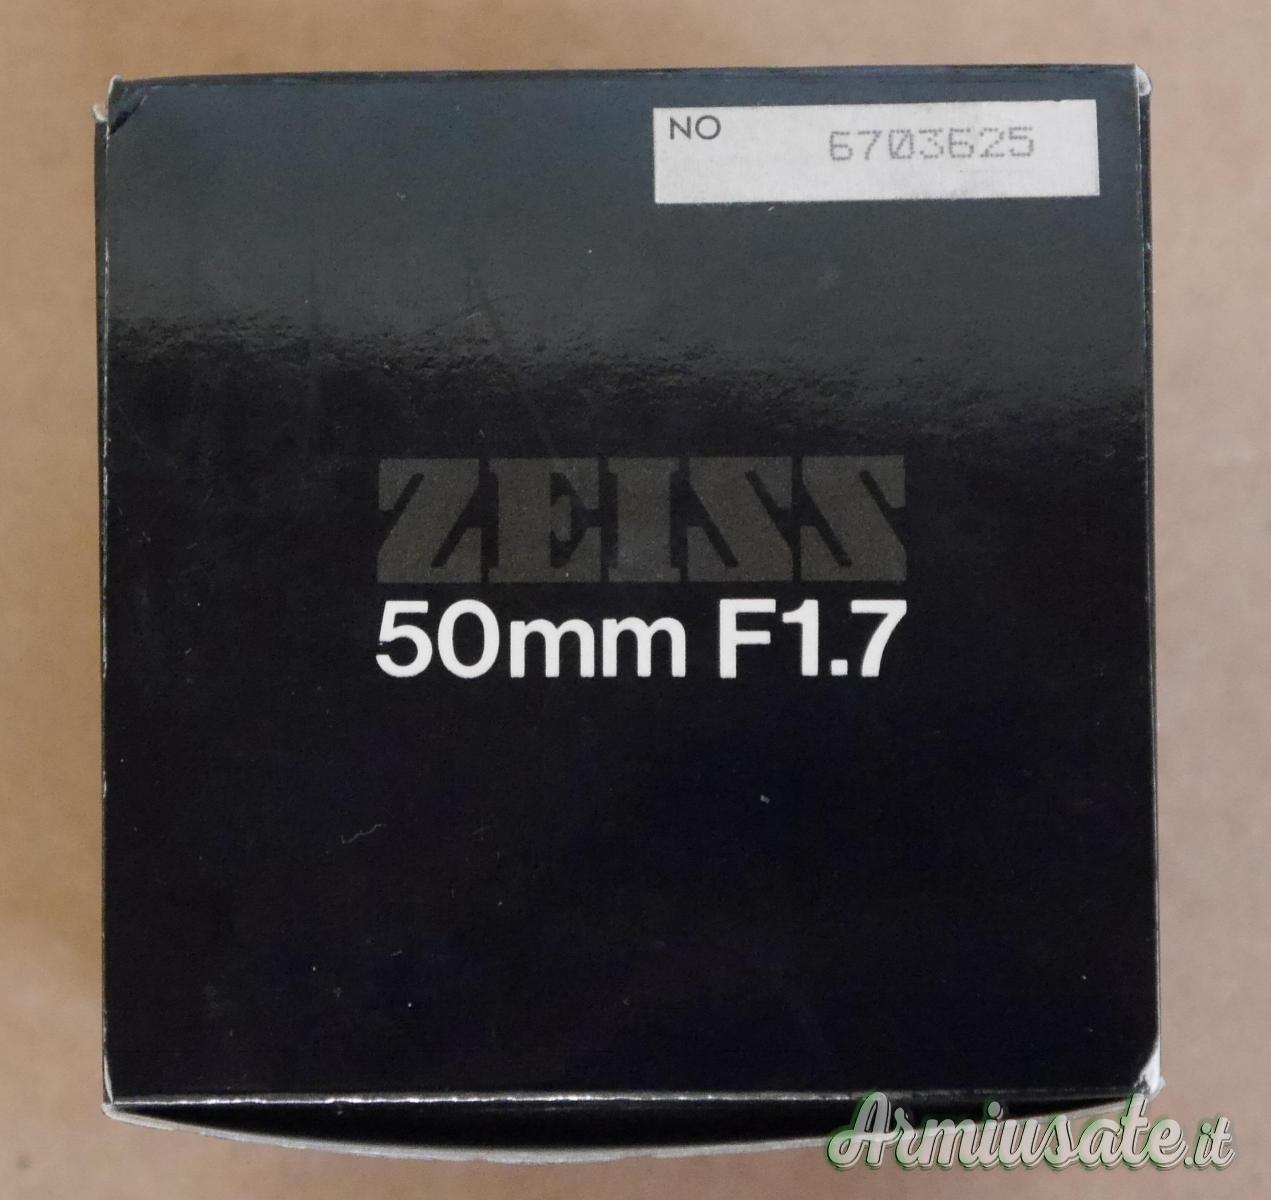 NO 6703625
ZEISS
50mm F1.7
Armiusate.it